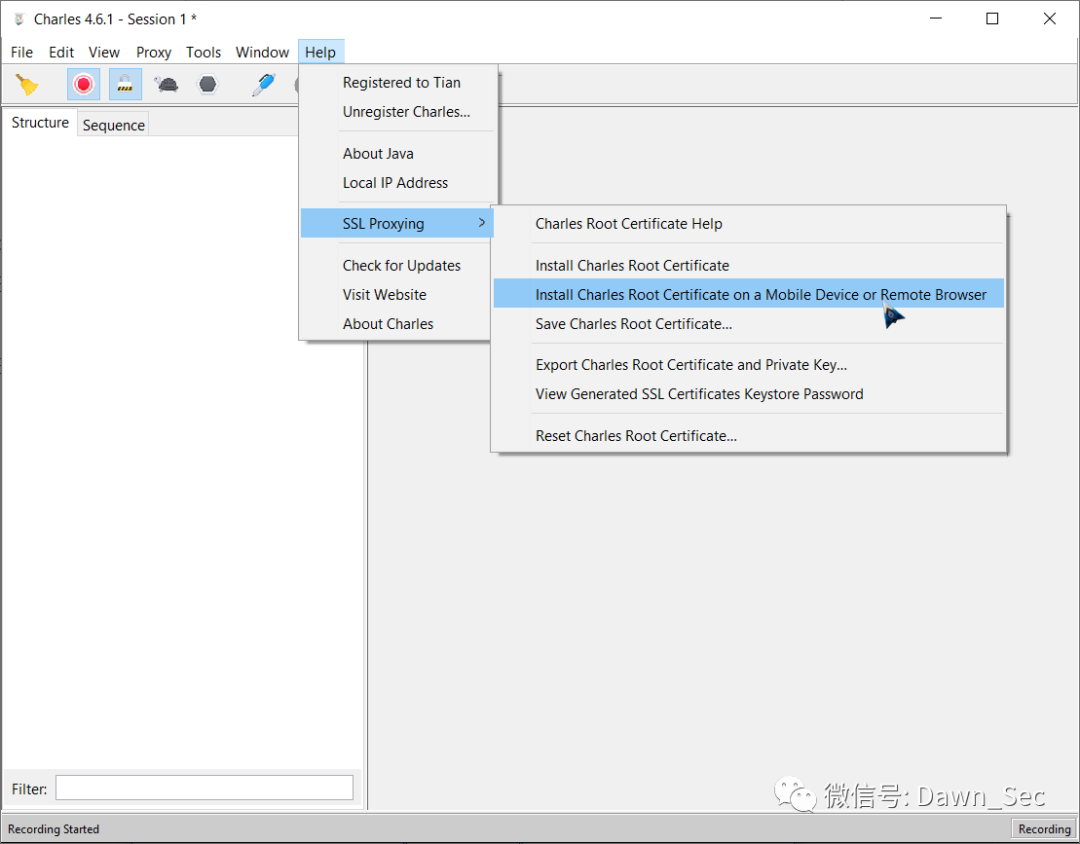 Charles 4.6.1 - Session 1 *
File Edit View Proxy Tools Window Help
Structure Sequence
Registered to Tian
Unregister Charles...
About Java
Local IP Address
SSL Proxying >
Check for Updates
Visit Website
About Charles
Charles Root Certificate Help
Install Charles Root Certificate
Install Charles Root Certificate on a Mobile Device or Remote Browser
Save Charles Root Certificate...
Export Charles Root Certificate and Private Key...
View Generated SSL Certificates Keystore Password
Reset Charles Root Certificate...
Filter:
微信号: Dawn_Sec
Recording Started Recording